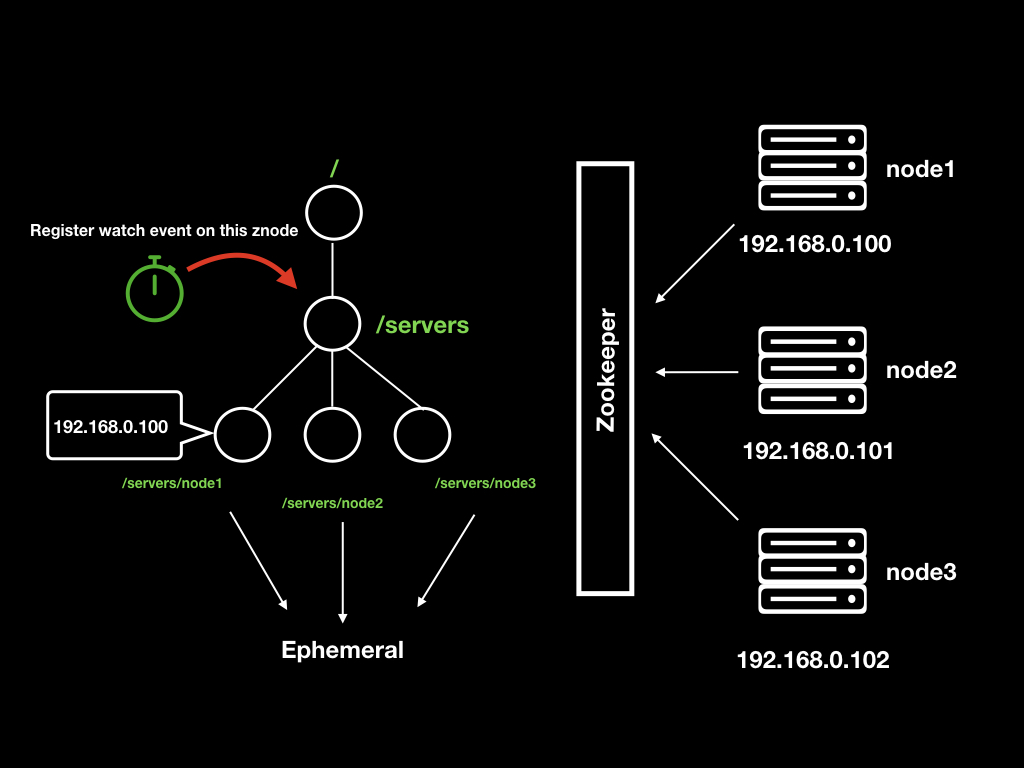 /
Register watch event on this znode
/servers
192.168.0.100
/servers/node1
/servers/node2
/servers/node3
Ephemeral
Zookeeper
node1
192.168.0.100
node2
192.168.0.101
node3
192.168.0.102